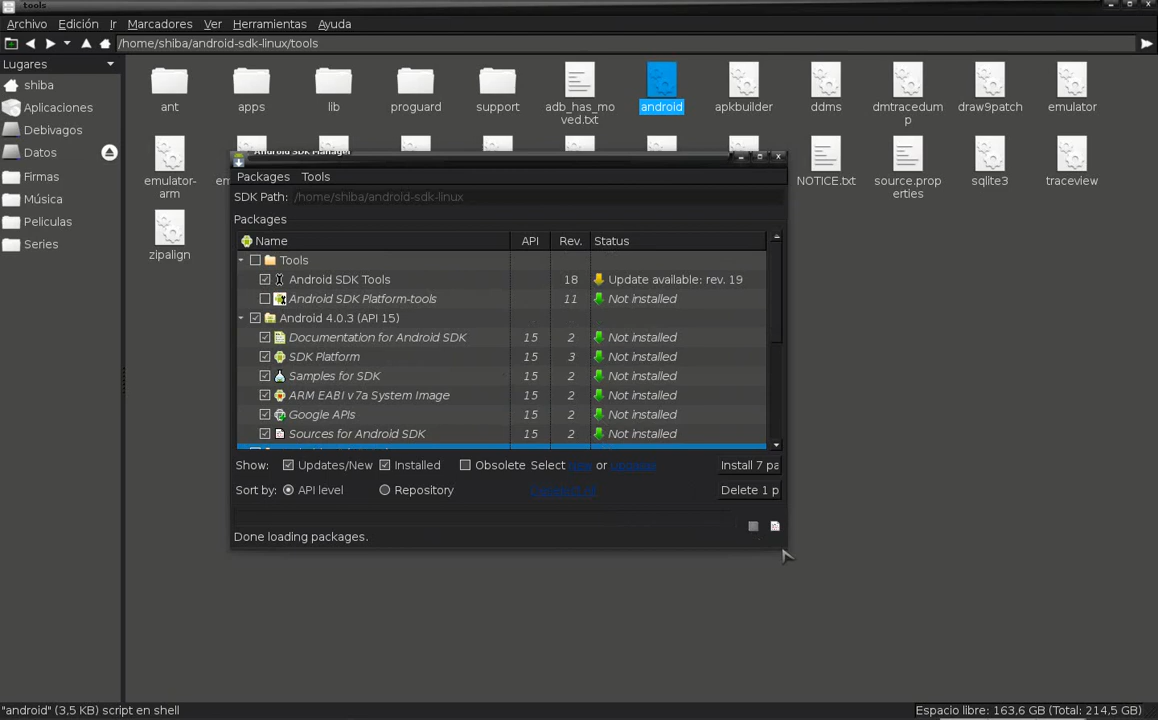 tools
Archivo Edición Ir Marcadores Ver Herramientas Ayuda
/home/shiba/android-sdk-linux/tools
Lugares
shiba
Aplicaciones
Debivagos
Datos
Firmas
Música
Peliculas
Series
ant apps lib proguard support adb_has_mo android apkbuilder ddms dmtracedum draw9patch emulator
ved.txt p
emulator- NOTICE.txt source.prop sqlite3 traceview
arm erties
zipalign
Android SDK Manager
Packages Tools
SDK Path: /home/shiba/android-sdk-linux
Packages
Name API Rev. Status
Tools
Android SDK Tools 18 Update available: rev. 19
Android SDK Platform-tools 11 Not installed
Android 4.0.3 (API 15)
Documentation for Android SDK 15 2 Not installed
SDK Platform 15 3 Not installed
Samples for SDK 15 2 Not installed
ARM EABI v7a System Image 15 2 Not installed
Google APIs 15 2 Not installed
Sources for Android SDK 15 2 Not installed
Show: Updates/New Installed Obsolete Select or Install 7 pa
Sort by: API level Repository Delete 1 p
Done loading packages.
"android" (3,5 KB) script en shell
Espacio libre: 163,6 GB (Total: 214,5 GB)